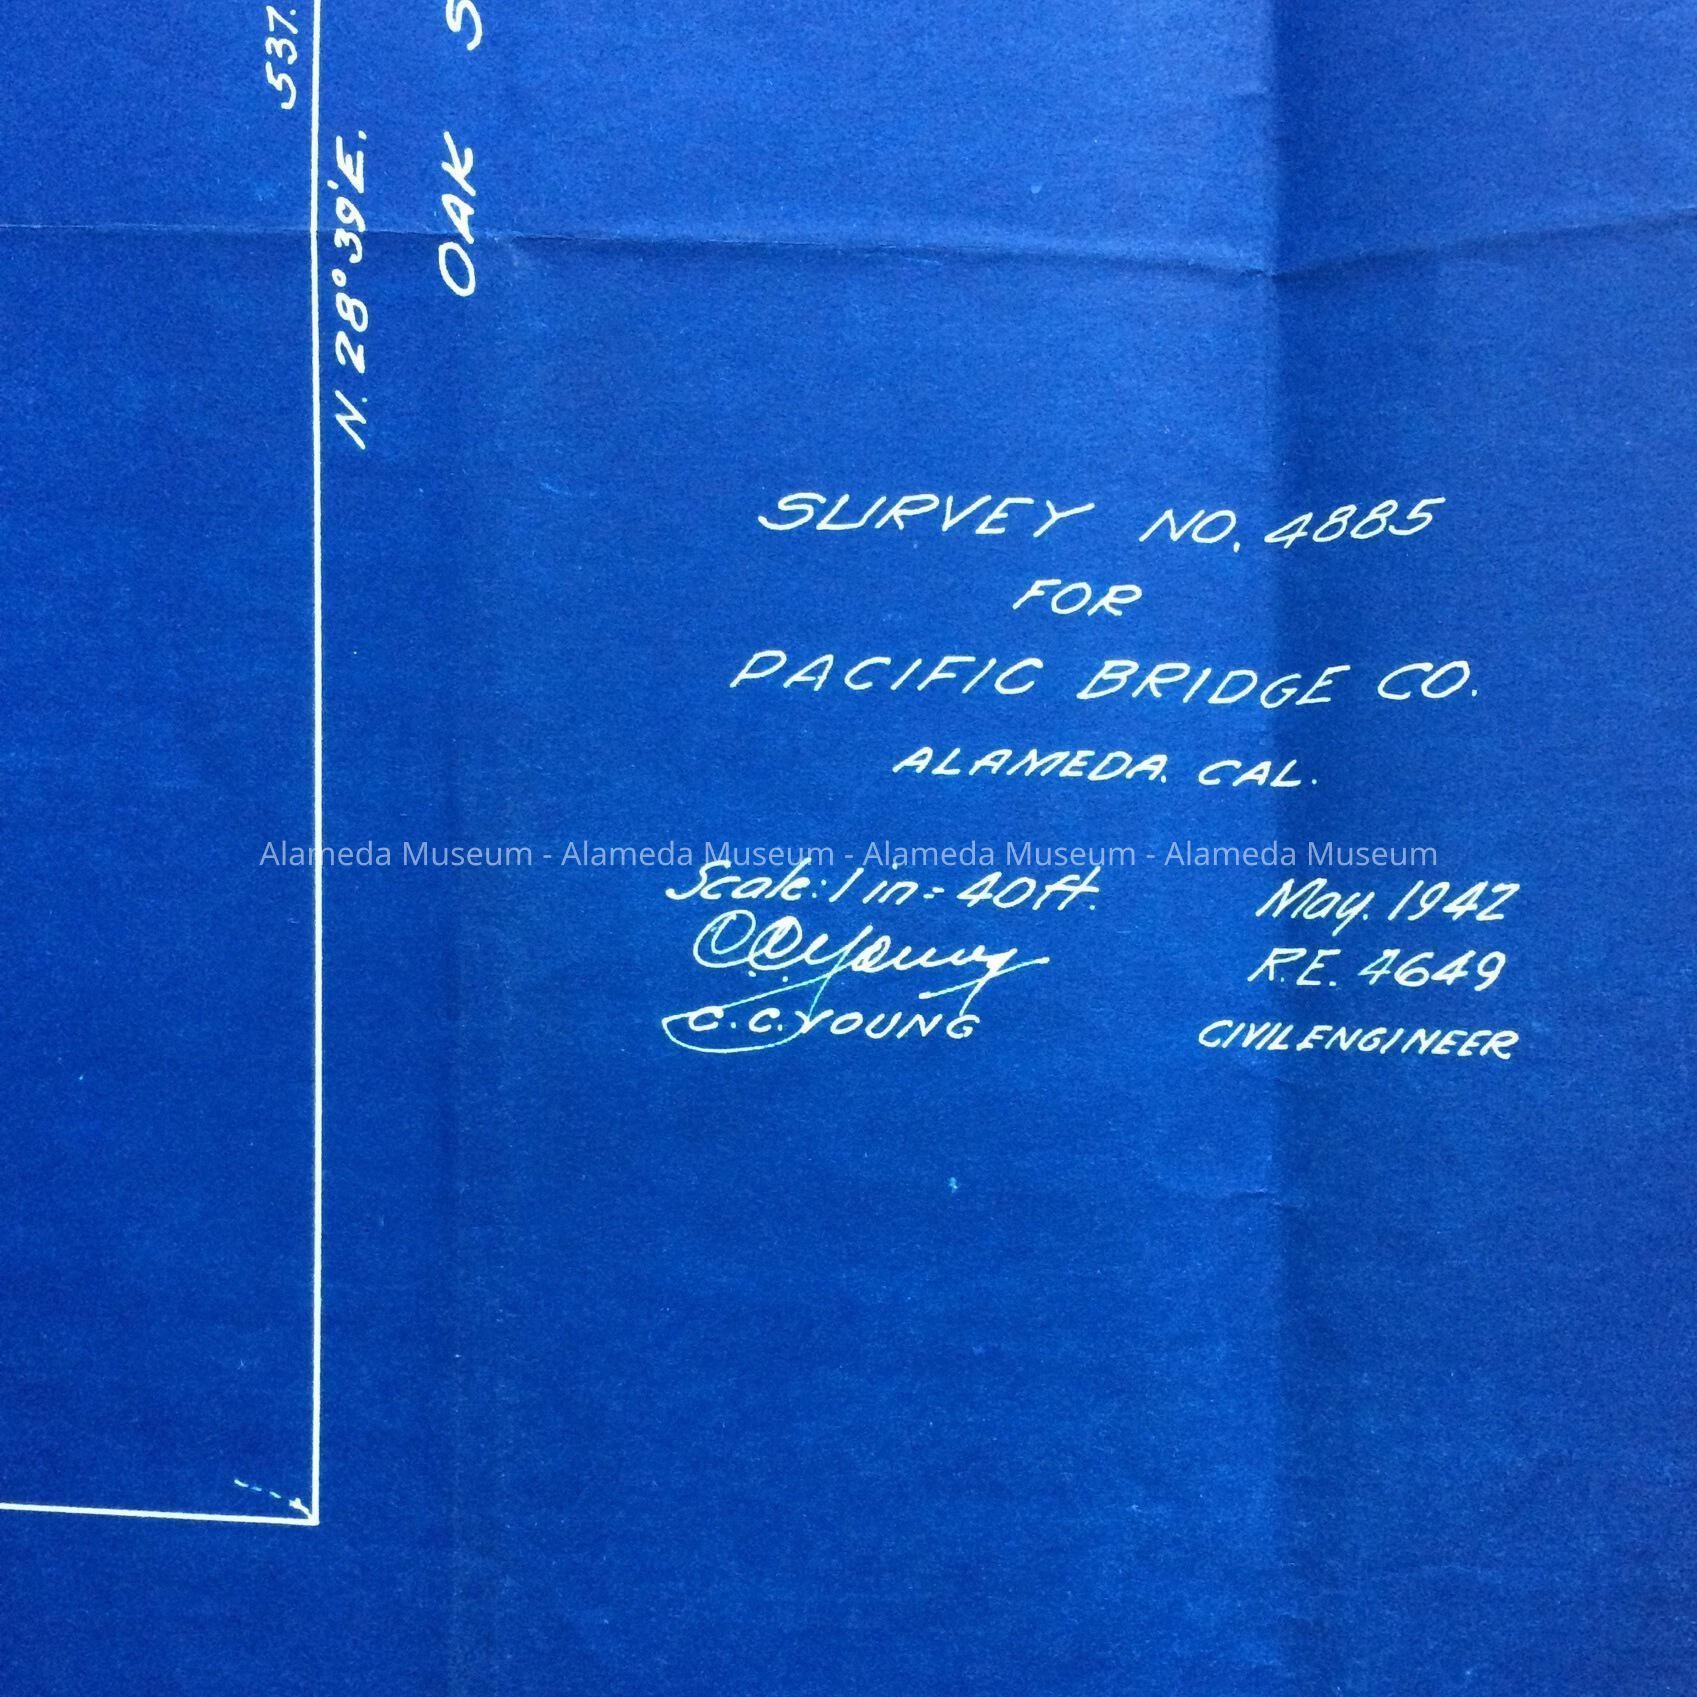 537.
N. 28°39'E.
OAK S
SURVEY NO. 4885
FOR
PACIFIC BRIDGE CO.
ALAMEDA. CAL.
Alameda Museum - Alameda Museum - Alameda Museum - Alameda Museum
Scale: 1 in = 40 ft. May. 1942
C.C. Young R.E. 4649
C.C. YOUNG CIVIL ENGINEER